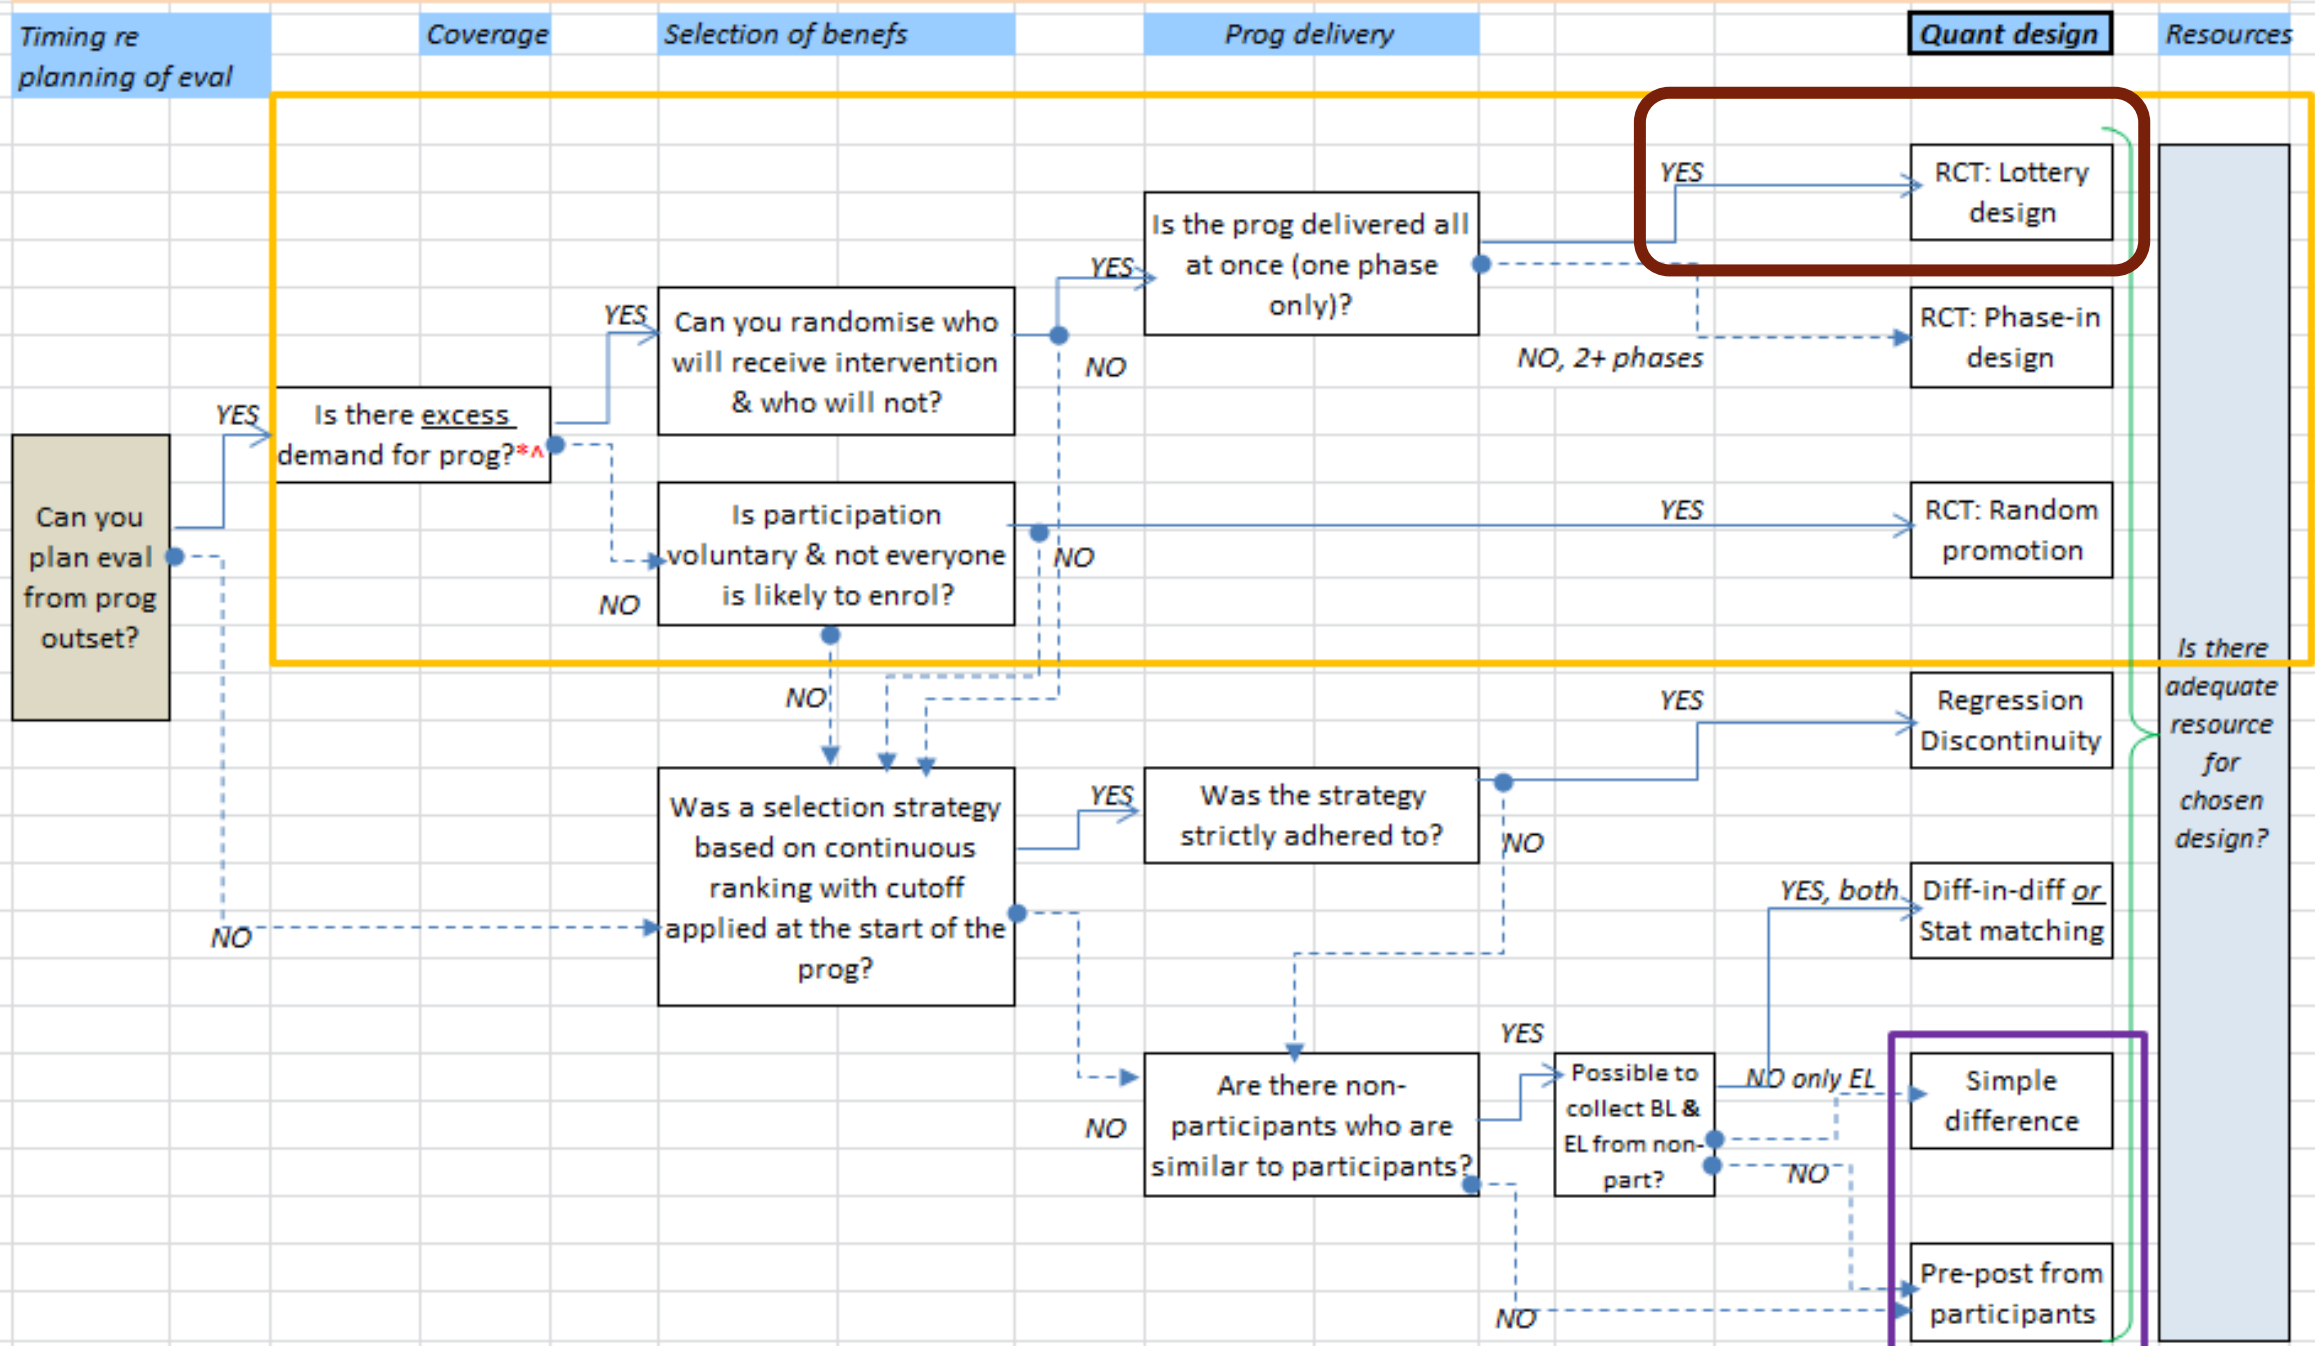 Timing re
planning of eval
Coverage
Selection of benefs
Prog delivery
Quant design
Resources
YES
RCT: Lottery
design
Is the prog delivered all
at once (one phase
only)?
YES
NO, 2+ phases
RCT: Phase-in
design
YES
Can you randomise who
will receive intervention
& who will not?
NO
YES
Is there excess
demand for prog?*^
Can you
plan eval
from prog
outset?
NO
Is participation
voluntary & not everyone
is likely to enrol?
NO
YES
RCT: Random
promotion
NO
NO
Was a selection strategy
based on continuous
ranking with cutoff
applied at the start of the
prog?
YES
Was the strategy
strictly adhered to?
YES
NO
Regression
Discontinuity
Is there
adequate
resource
for
chosen
design?
YES, both
Diff-in-diff or
Stat matching
NO
Are there non-
participants who are
similar to participants?
YES
Possible to
collect BL &
EL from non-
part?
NO only EL
Simple
difference
NO
NO
Pre-post from
participants